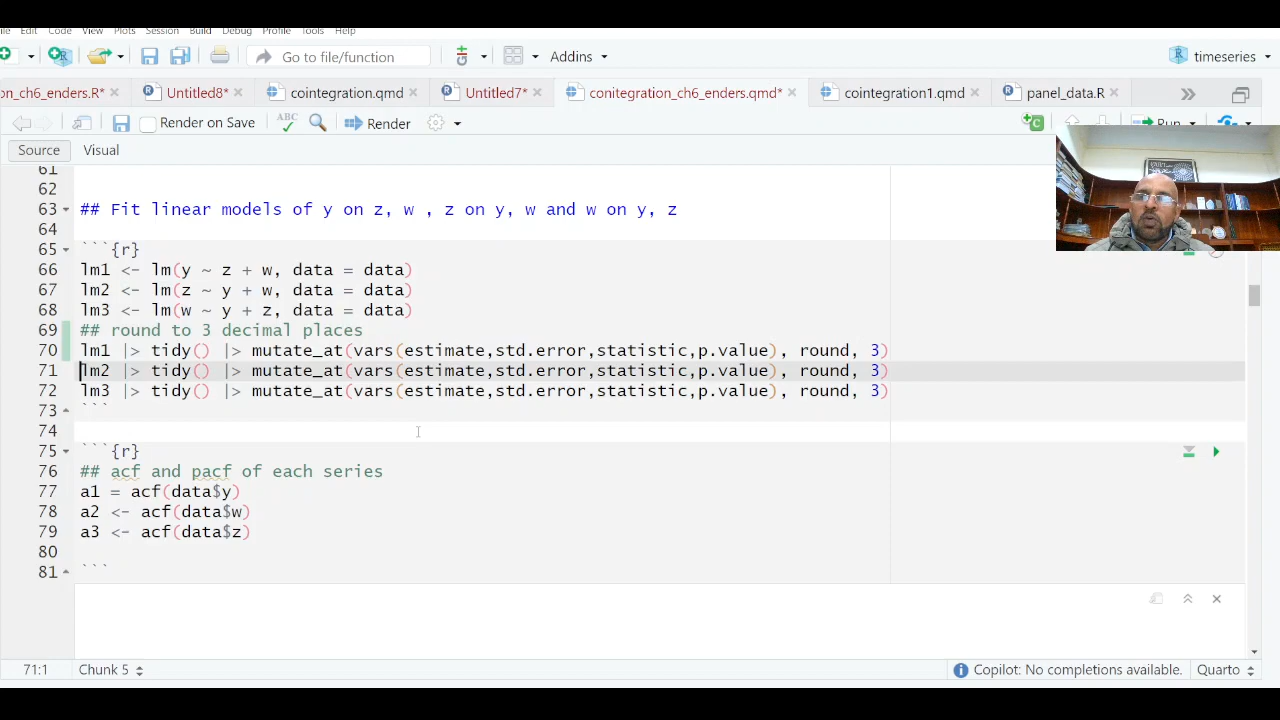 File Edit Code View Plots Session Build Debug Profile Tools Help
Go to file/function Addins timeseries
on_ch6_enders.R* Untitled8* cointegration.qmd Untitled7* conitegration_ch6_enders.qmd* cointegration1.qmd panel_data.R
Render on Save ABC Render Run
Source Visual
61
62
63 ## Fit linear models of y on z, w , z on y, w and w on y, z
64
65 ```{r}
66 lm1 <- lm(y ~ z + w, data = data)
67 lm2 <- lm(z ~ y + w, data = data)
68 lm3 <- lm(w ~ y + z, data = data)
69 ## round to 3 decimal places
70 lm1 |> tidy() |> mutate_at(vars(estimate,std.error,statistic,p.value), round, 3)
71 lm2 |> tidy() |> mutate_at(vars(estimate,std.error,statistic,p.value), round, 3)
72 lm3 |> tidy() |> mutate_at(vars(estimate,std.error,statistic,p.value), round, 3)
73 ```
74
75 ```{r}
76 ## acf and pacf of each series
77 a1 = acf(data$y)
78 a2 <- acf(data$w)
79 a3 <- acf(data$z)
80
81 ```
71:1 Chunk 5 Copilot: No completions available. Quarto